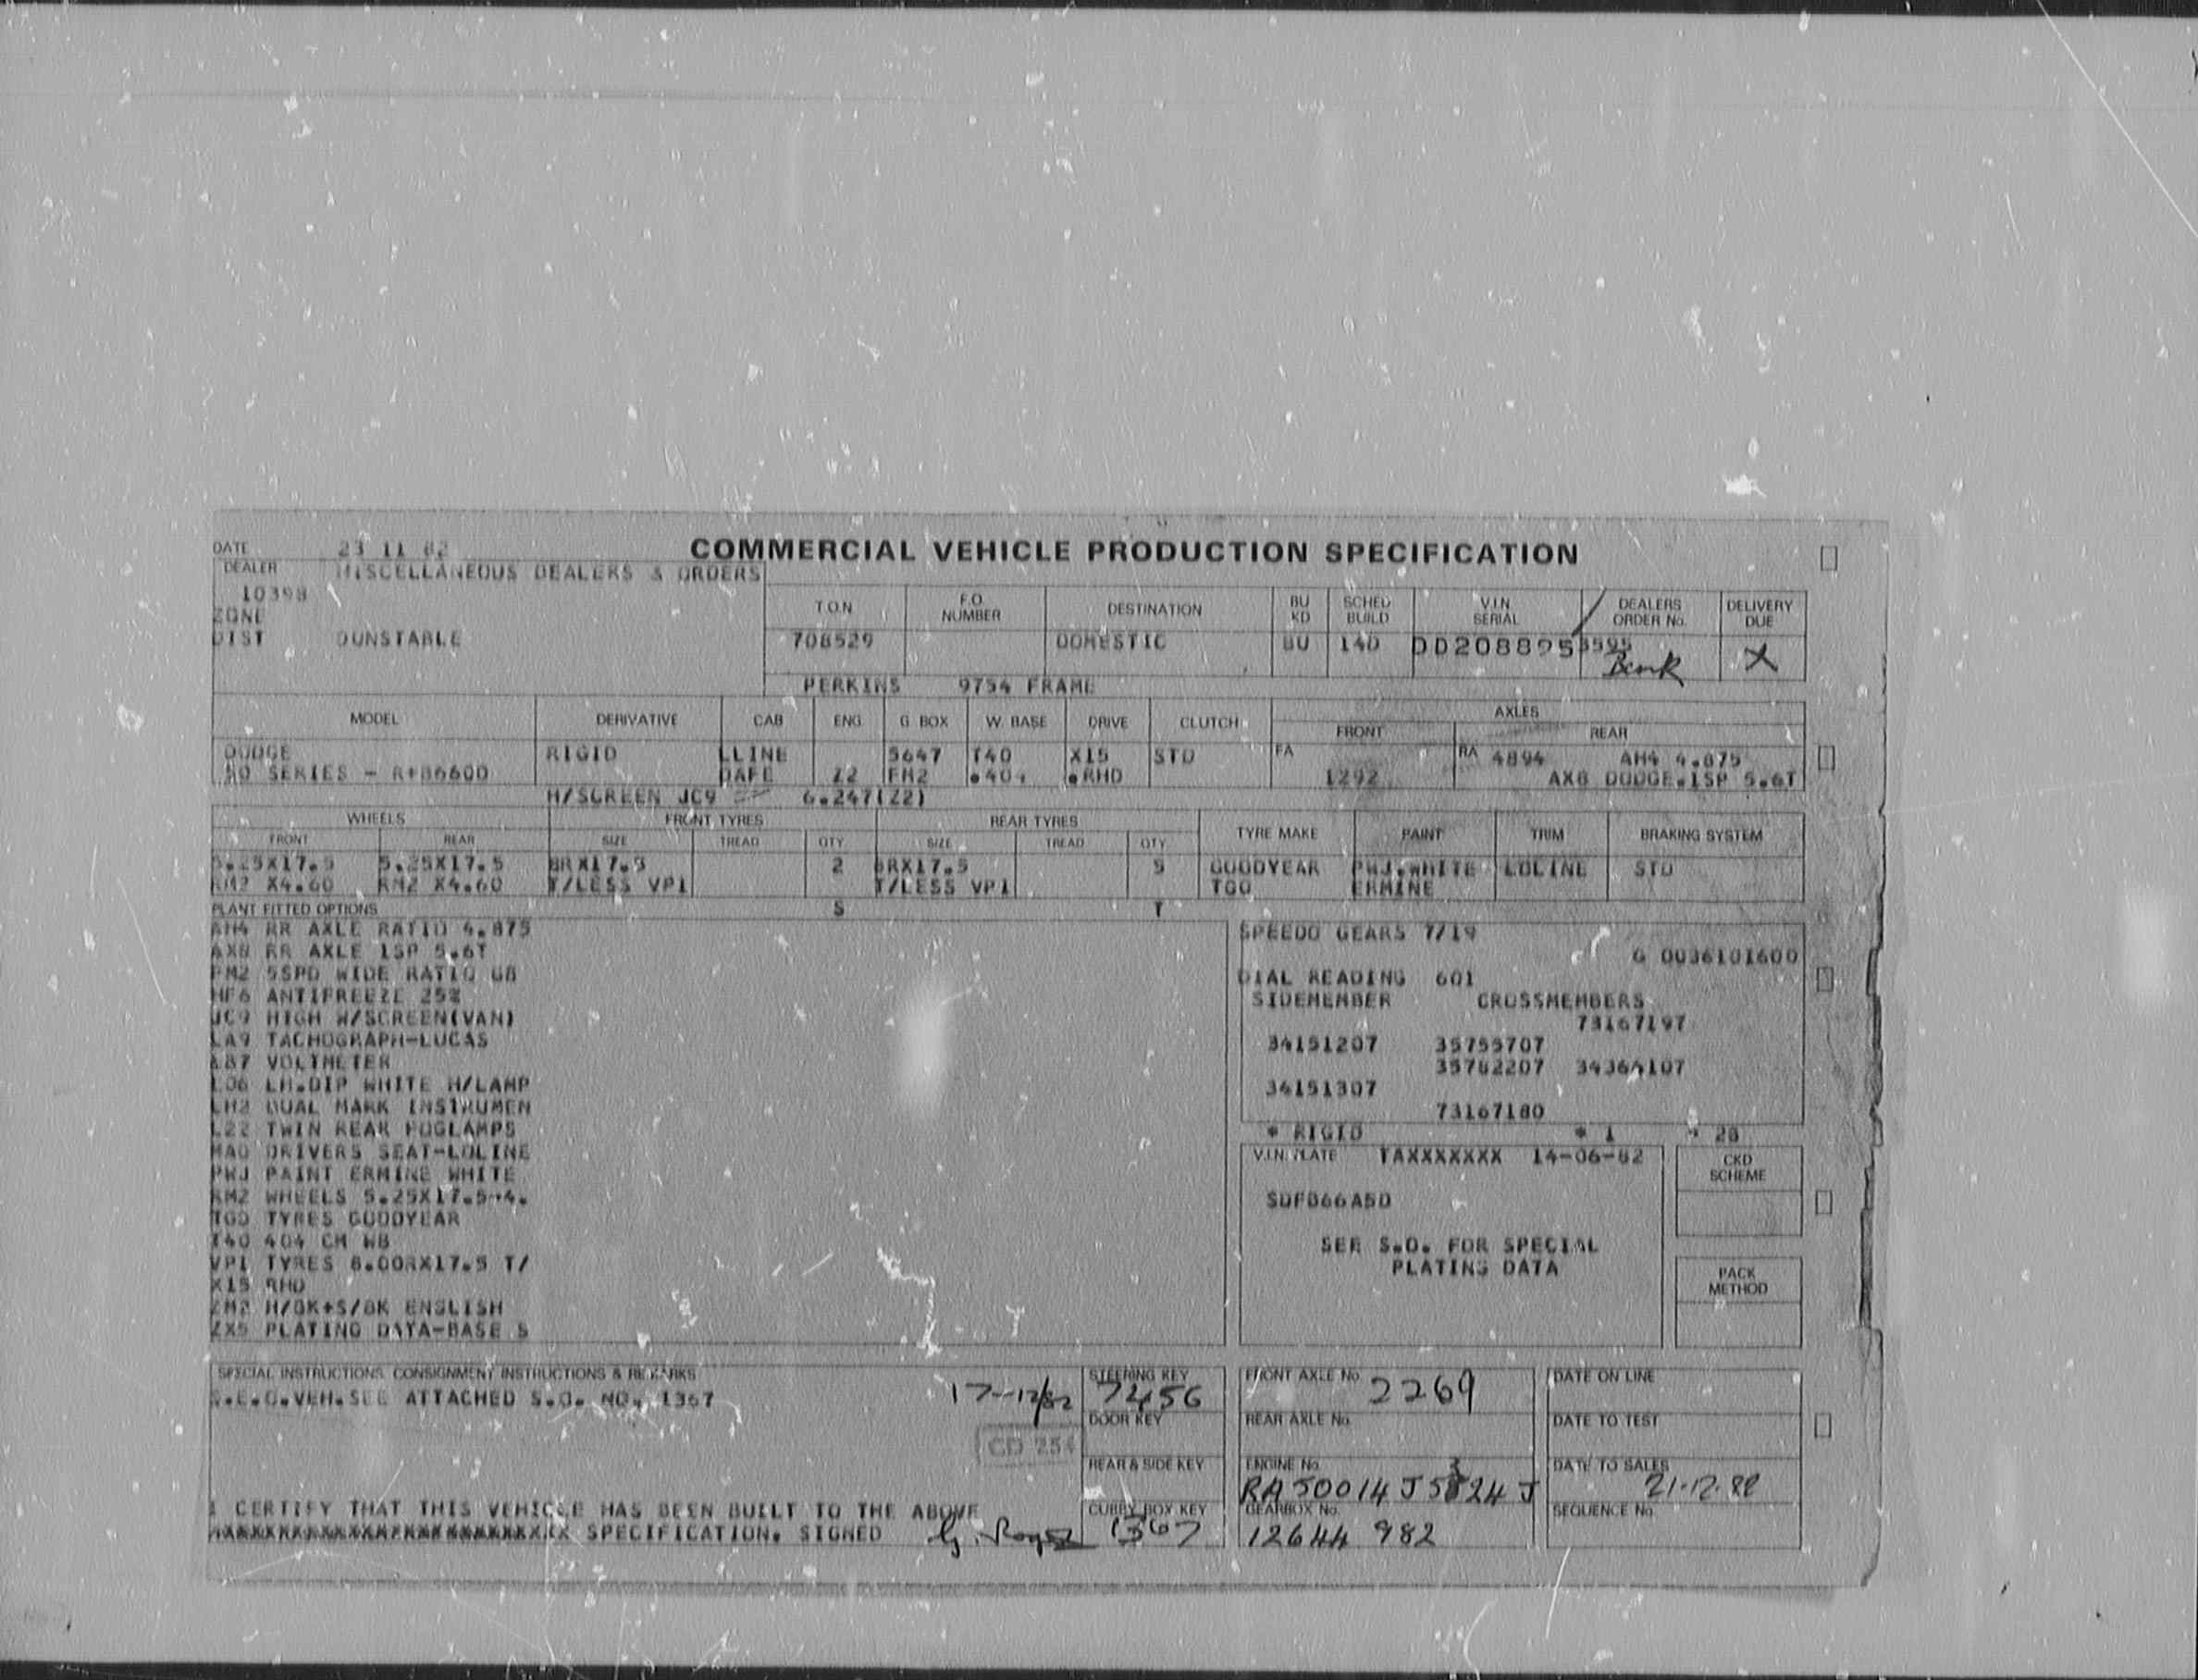 DATE 23 11 82 COMMERCIAL VEHICLE PRODUCTION SPECIFICATION
DEALER MISCELLANEOUS DEALERS & ORDERS
10398
ZONE
DIST DUNSTABLE
T.O.N F.O. NUMBER DESTINATION BU KD SCHED BUILD V.I.N. SERIAL DEALERS ORDER No. DELIVERY DUE
708529 DOMESTIC BU 14D DD208895 3595 X
PERKINS 9754 FRAME
MODEL DERIVATIVE CAB ENG. G BOX W. BASE DRIVE CLUTCH AXLES
FRONT REAR
DODGE RIGID LLINE 5647 T40 X15 STD FA RA 4894 AH4 4.875
Z2 FM2 .404 .RHD 1292 AX8 DODGE.1SP 5.6T
W/SCREEN JC9 6.247(Z2)
WHEELS FRONT TYRES REAR TYRES TYRE MAKE PAINT TRIM BRAKING SYSTEM
FRONT REAR SIZE TREAD QTY SIZE TREAD QTY
5.25X17.5 5.25X17.5 8RX17.5 2 8RX17.5 5 GOODYEAR PWJ.WHITE LOLINE STD
RM2 X4.60 RM2 X4.60 T/LESS VP1 T/LESS VP1 TGO ERMINE
PLANT FITTED OPTIONS S T
AH4 RR AXLE RATIO 4.875
AX8 RR AXLE 1SP 5.6T
FM2 5SPD WIDE RATIO GB
HF6 ANTIFREEZE 25%
JC9 HIGH W/SCREEN(VAN)
LA9 TACHOGRAPH-LUCAS
L87 VOLTMETER
LD6 LH.DIP WHITE H/LAMP
LM2 DUAL MARK INSTRUMEN
L22 TWIN REAR FOGLAMPS
MAO DRIVERS SEAT-LOLINE
PWJ PAINT ERMINE WHITE
RM2 WHEELS 5.25X17.5+4.
TGO TYRES GOODYEAR
T40 404 CM WB
VP1 TYRES 8.00RX17.5 T/
X15 RHD
ZM2 H/BK+S/BK ENGLISH
ZX5 PLATING DATA-BASE S
SPEEDO GEARS 7/19
G 0036101600
DIAL READING 601
SIDEMEMBER CROSSMEMBERS
73167197
34151207 35755707
35782207 34364107
34151307
73167180
* RIGID * 1 * 28
V.I.N. PLATE TAXXXXXXX 14-06-82
SDFB66A5D
SEE S.O. FOR SPECIAL
PLATING DATA
CKD SCHEME
PACK METHOD
SPECIAL INSTRUCTIONS, CONSIGNMENT INSTRUCTIONS & REMARKS
S.E.O.VEH.SEE ATTACHED S.O. NO. 1367
17-12/82
CD 254
I CERTIFY THAT THIS VEHICLE HAS BEEN BUILT TO THE ABOVE
SPECIFICATION. SIGNED
STEERING KEY 7456
DOOR KEY
REAR & SIDE KEY
CUBBY BOX KEY 1367
FRONT AXLE No. 2269
REAR AXLE No.
ENGINE No.
RA50014J5324J
GEARBOX No.
12644 982
DATE ON LINE
DATE TO TEST
DATE TO SALES
21.12.82
SEQUENCE No.